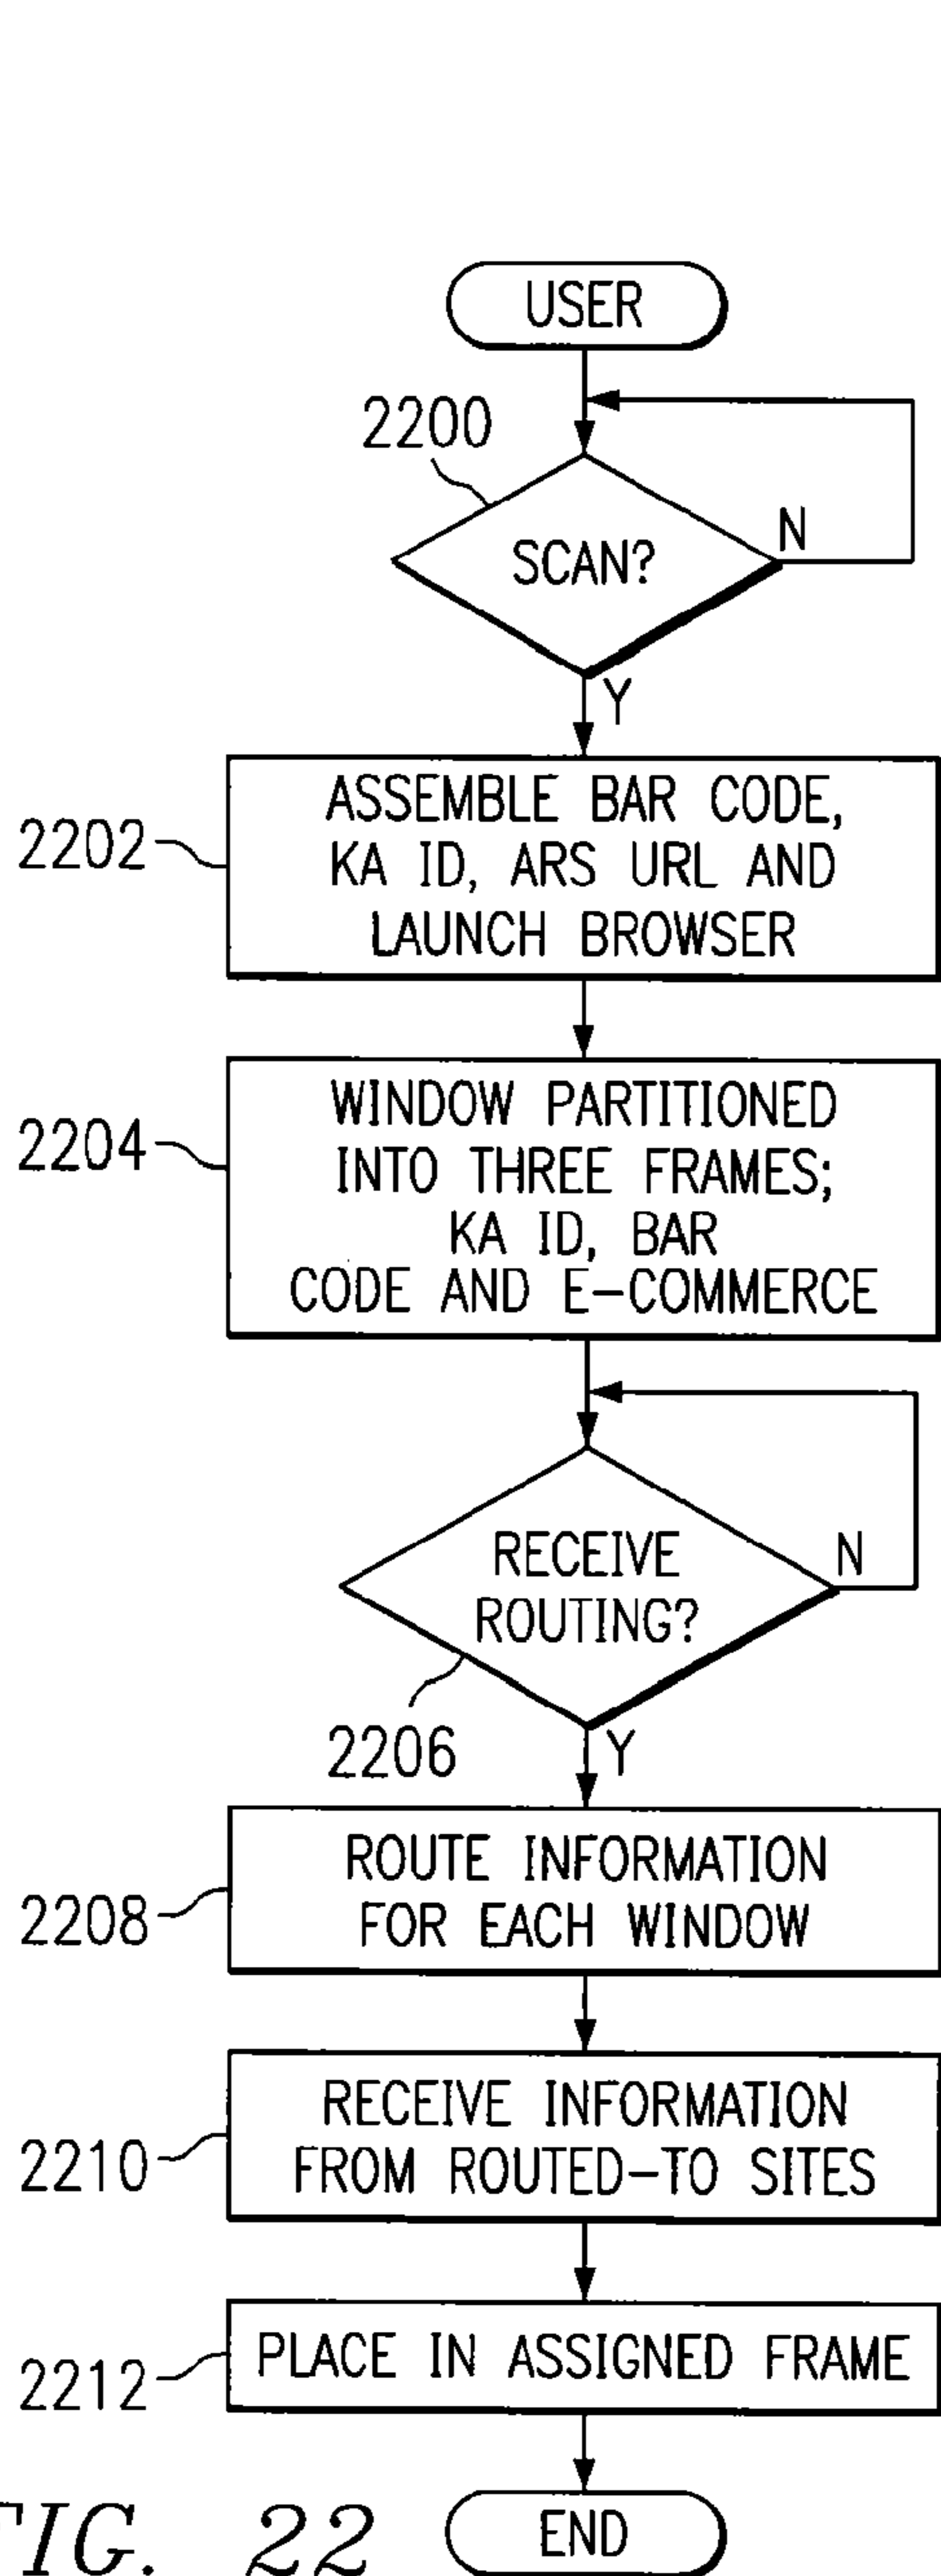 USER
2200
SCAN?
N
Y
2202
ASSEMBLE BAR CODE,
KA ID, ARS URL AND
LAUNCH BROWSER
2204
WINDOW PARTITIONED
INTO THREE FRAMES;
KA ID, BAR
CODE AND E-COMMERCE
RECEIVE
ROUTING?
N
2206
Y
2208
ROUTE INFORMATION
FOR EACH WINDOW
2210
RECEIVE INFORMATION
FROM ROUTED-TO SITES
2212
PLACE IN ASSIGNED FRAME
FIG. 22
END